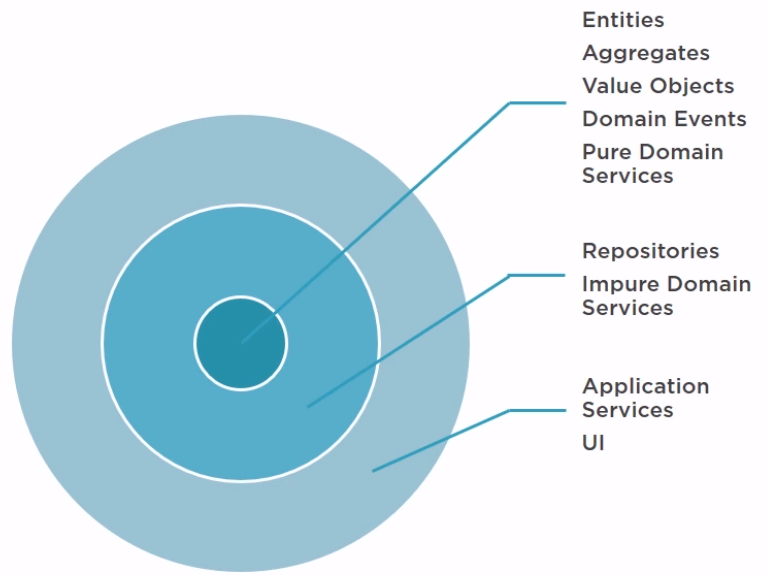 Entities
Aggregates
Value Objects
Domain Events
Pure Domain
Services
Repositories
Impure Domain
Services
Application
Services
UI